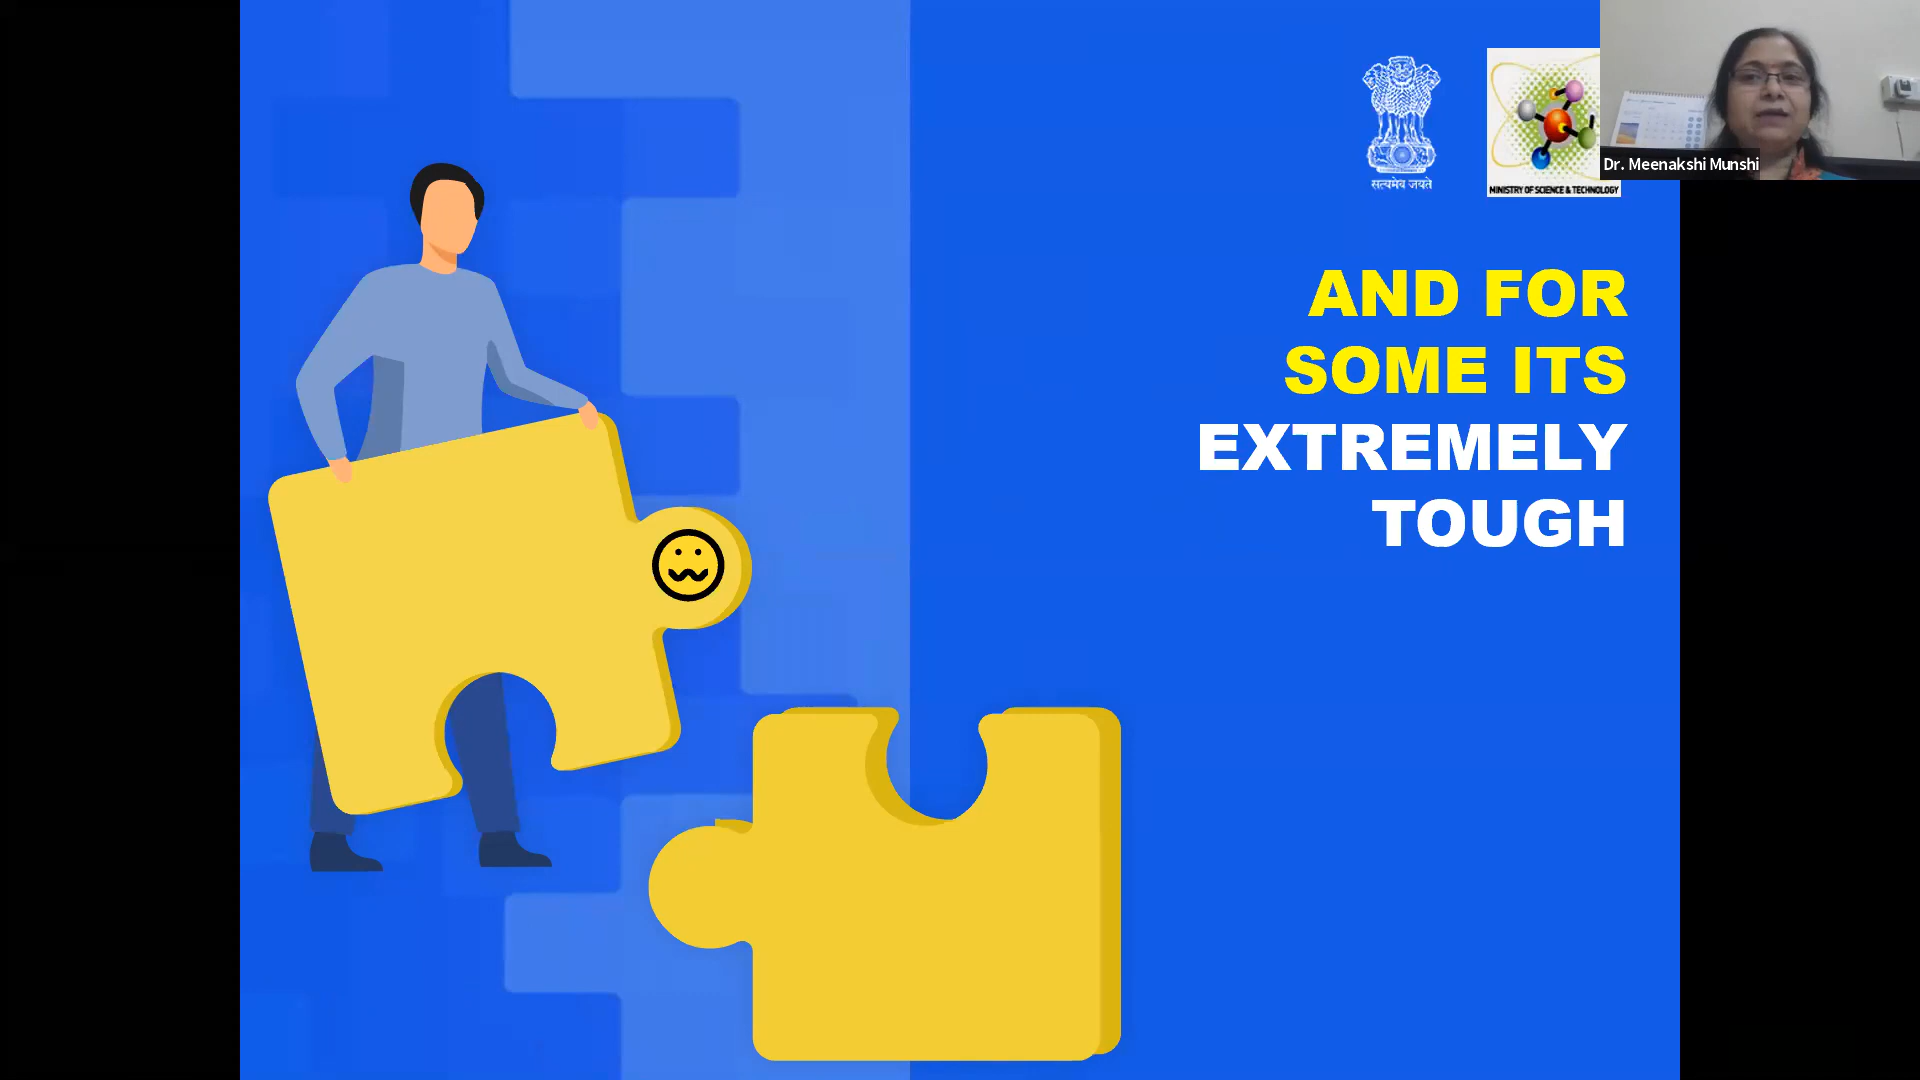 सत्यमेव जयते
MINISTRY OF SCIENCE & TECHNOLOGY
Dr. Meenakshi Munshi
AND FOR
SOME ITS
EXTREMELY
TOUGH